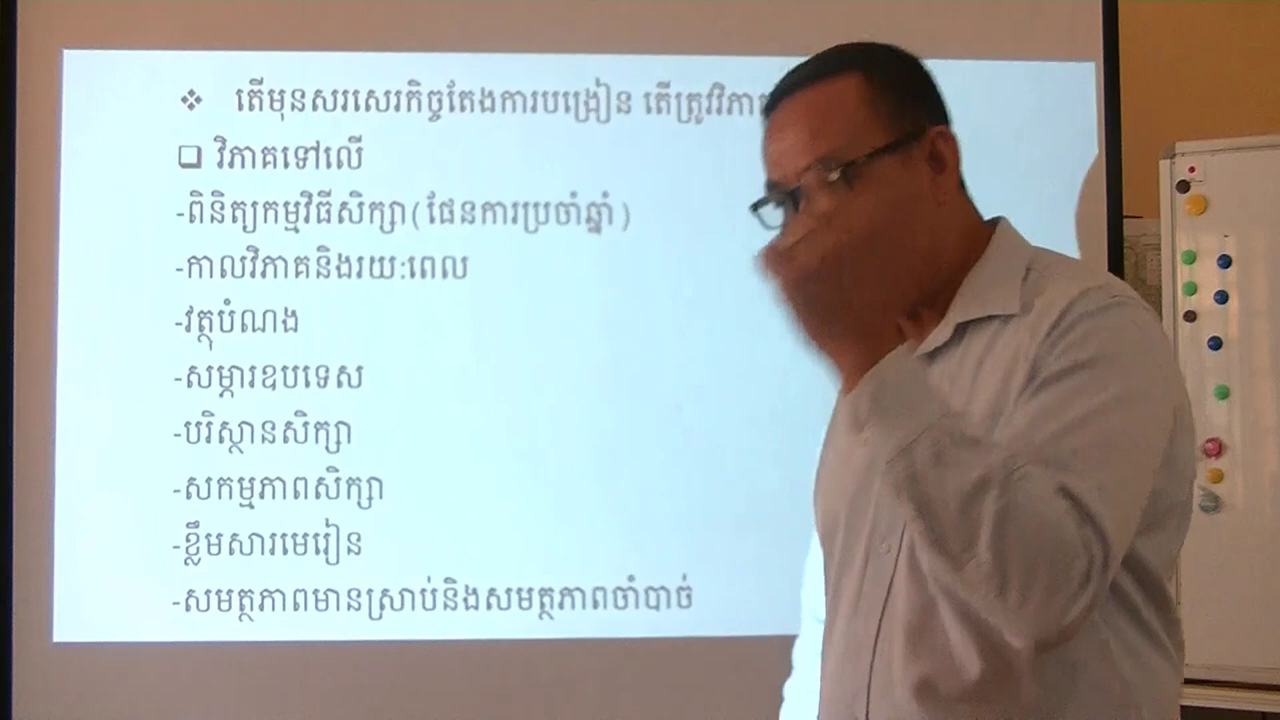 ❖ តើមុនសរសេរកិច្ចតែងការបង្រៀន តើត្រូវវិភាគ
❑ វិភាគទៅលើ
-ពិនិត្យកម្មវិធីសិក្សា(ផែនការប្រចាំឆ្នាំ)
-កាលវិភាគនិងរយៈពេល
-វត្ថុបំណង
-សម្ភារឧបទេស
-បរិស្ថានសិក្សា
-សកម្មភាពសិក្សា
-ខ្លឹមសារមេរៀន
-សមត្ថភាពមានស្រាប់និងសមត្ថភាពចាំបាច់